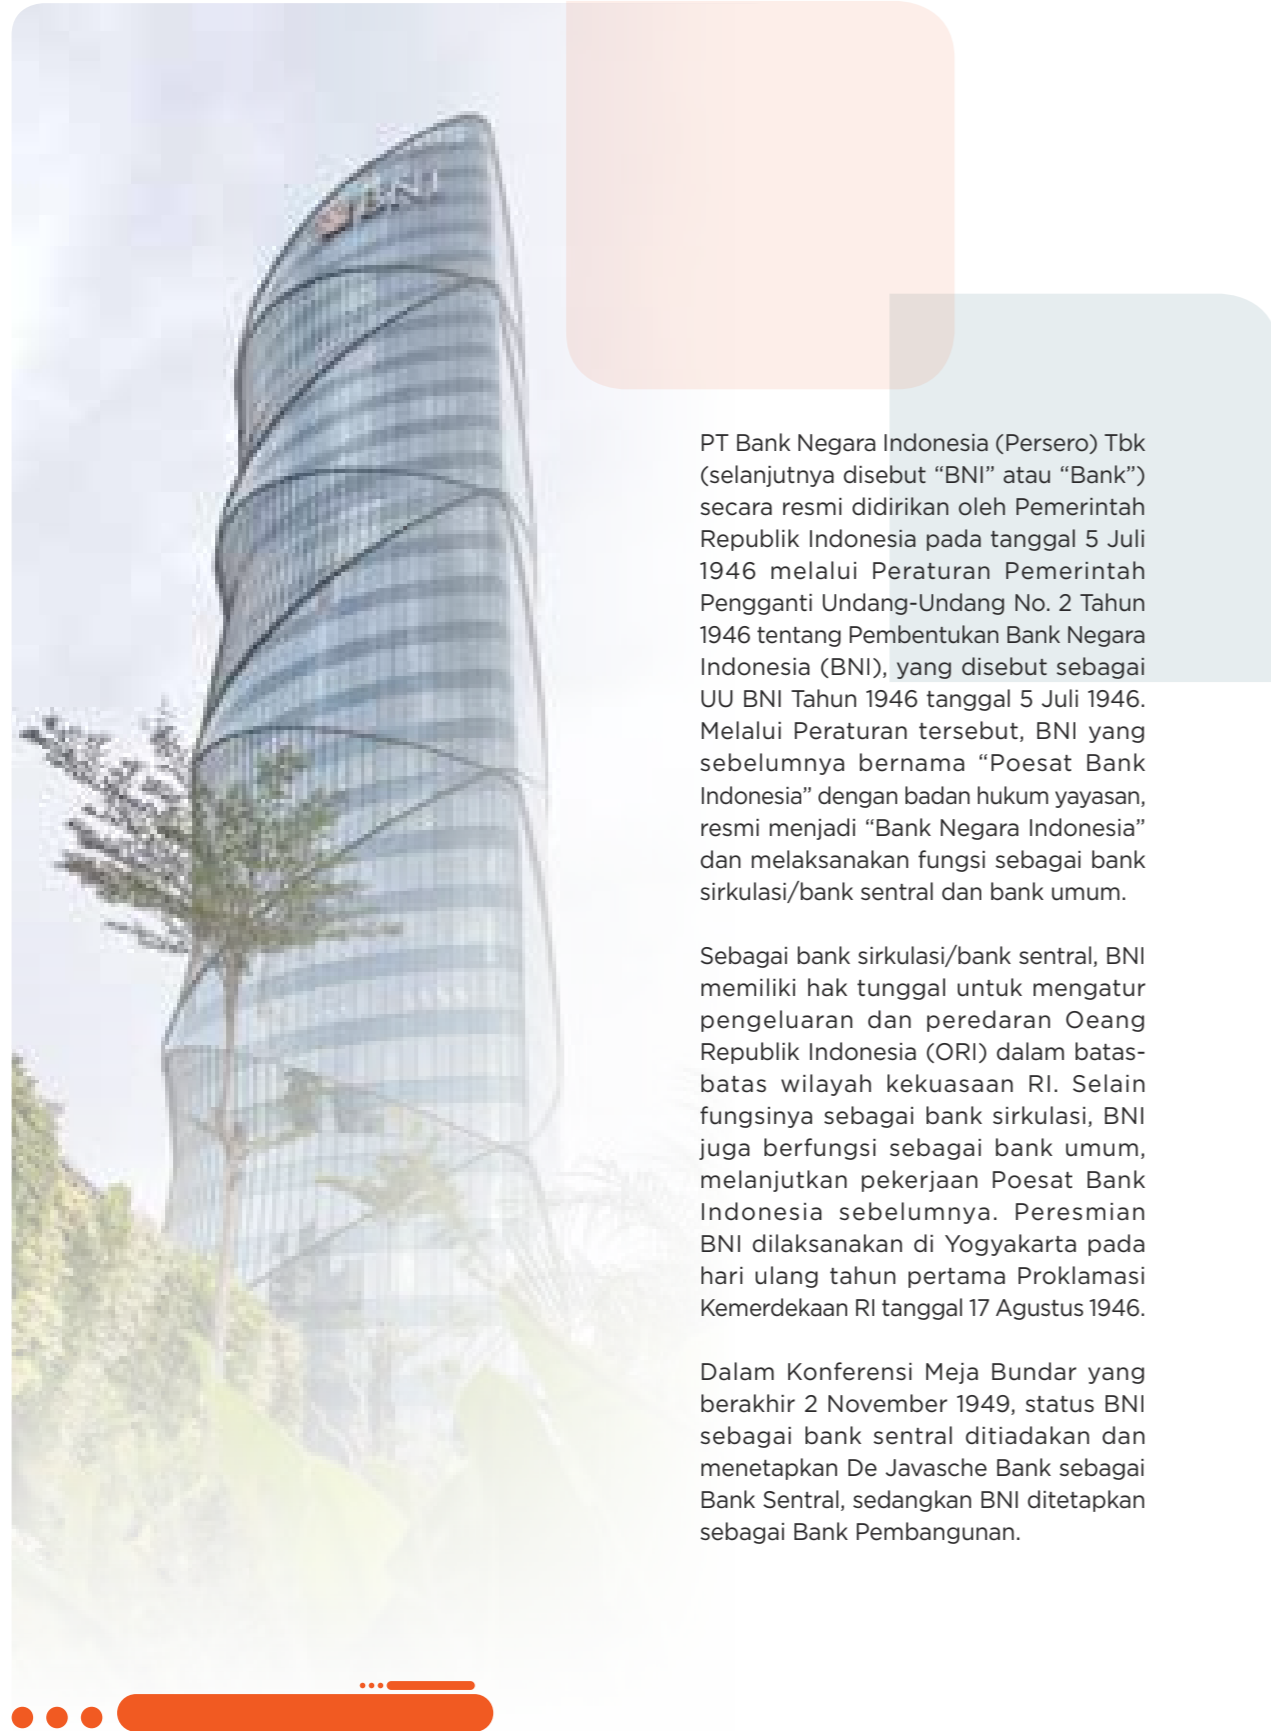 BNI
PT Bank Negara Indonesia (Persero) Tbk
(selanjutnya disebut “BNI” atau “Bank”)
secara resmi didirikan oleh Pemerintah
Republik Indonesia pada tanggal 5 Juli
1946 melalui Peraturan Pemerintah
Pengganti Undang-Undang No. 2 Tahun
1946 tentang Pembentukan Bank Negara
Indonesia (BNI), yang disebut sebagai
UU BNI Tahun 1946 tanggal 5 Juli 1946.
Melalui Peraturan tersebut, BNI yang
sebelumnya bernama “Poesat Bank
Indonesia” dengan badan hukum yayasan,
resmi menjadi “Bank Negara Indonesia”
dan melaksanakan fungsi sebagai bank
sirkulasi/bank sentral dan bank umum.
Sebagai bank sirkulasi/bank sentral, BNI
memiliki hak tunggal untuk mengatur
pengeluaran dan peredaran Oeang
Republik Indonesia (ORI) dalam batas-
batas wilayah kekuasaan RI. Selain
fungsinya sebagai bank sirkulasi, BNI
juga berfungsi sebagai bank umum,
melanjutkan pekerjaan Poesat Bank
Indonesia sebelumnya. Peresmian
BNI dilaksanakan di Yogyakarta pada
hari ulang tahun pertama Proklamasi
Kemerdekaan RI tanggal 17 Agustus 1946.
Dalam Konferensi Meja Bundar yang
berakhir 2 November 1949, status BNI
sebagai bank sentral ditiadakan dan
menetapkan De Javasche Bank sebagai
Bank Sentral, sedangkan BNI ditetapkan
sebagai Bank Pembangunan.